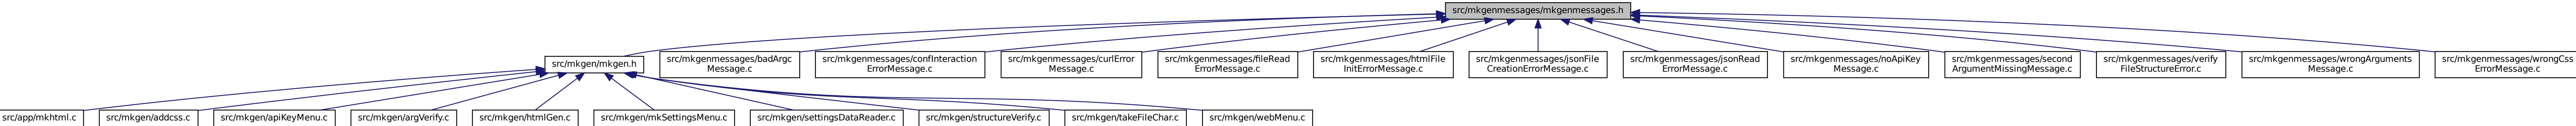 src/mkgenmessages/mkgenmessages.h
src/mkgen/mkgen.h
src/mkgenmessages/badArgc
Message.c
src/mkgenmessages/confInteraction
ErrorMessage.c
src/mkgenmessages/curlError
Message.c
src/mkgenmessages/fileRead
ErrorMessage.c
src/mkgenmessages/htmlFile
InitErrorMessage.c
src/mkgenmessages/jsonFile
CreationErrorMessage.c
src/mkgenmessages/jsonRead
ErrorMessage.c
src/mkgenmessages/noApiKey
Message.c
src/mkgenmessages/second
ArgumentMissingMessage.c
src/mkgenmessages/verify
FileStructureError.c
src/mkgenmessages/wrongArguments
Message.c
src/mkgenmessages/wrongCss
ErrorMessage.c
src/app/mkhtml.c
src/mkgen/addcss.c
src/mkgen/apiKeyMenu.c
src/mkgen/argVerify.c
src/mkgen/htmlGen.c
src/mkgen/mkSettingsMenu.c
src/mkgen/settingsDataReader.c
src/mkgen/structureVerify.c
src/mkgen/takeFileChar.c
src/mkgen/webMenu.c